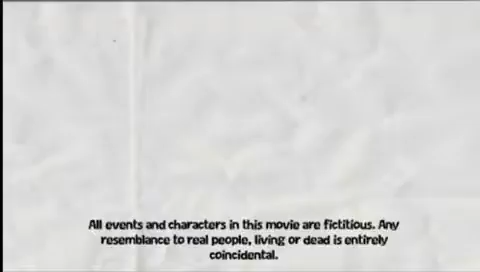 All events and characters in this movie are fictitious. Any
resemblance to real people, living or dead is entirely
coincidental.